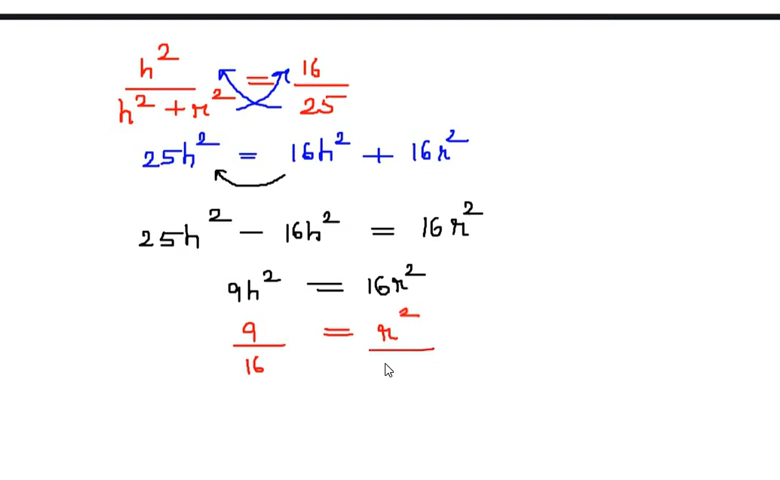 h²/(h² + r²) = 16/25
25h² = 16h² + 16r²
25h² - 16h² = 16r²
9h² = 16r²
9/16 = r²/